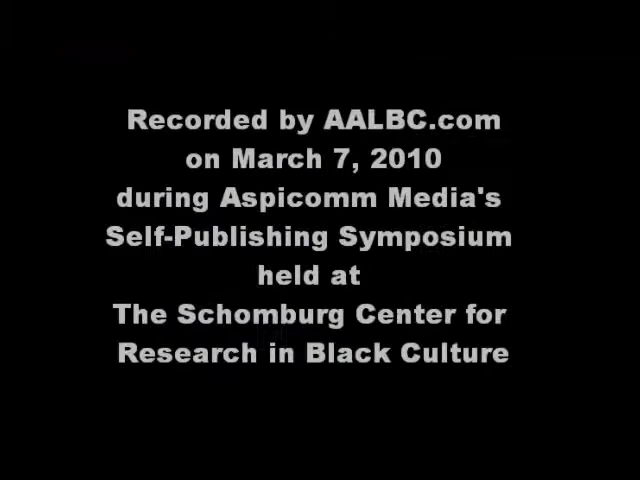 Recorded by AALBC.com
on March 7, 2010
during Aspicomm Media's
Self-Publishing Symposium
held at
The Schomburg Center for
Research in Black Culture